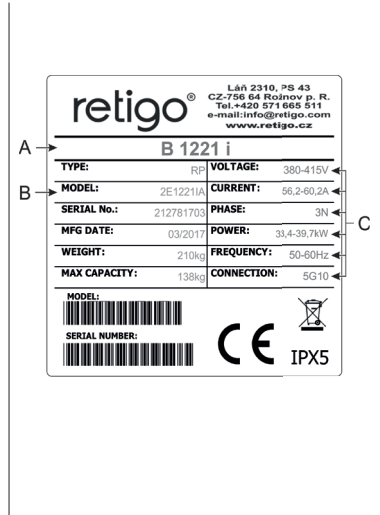 retigo®
Láň 2310, PS 43
CZ-756 64 Rožnov p. R.
Tel.+420 571 665 511
e-mail:info@retigo.com
www.retigo.cz
A
B 1221 i
TYPE: RP
VOLTAGE: 380-415V
B
MODEL: 2E1221IA
CURRENT: 56,2-60,2A
SERIAL No.: 212781703
PHASE: 3N
C
MFG DATE: 03/2017
POWER: 33,4-39,7kW
WEIGHT: 210kg
FREQUENCY: 50-60Hz
MAX CAPACITY: 138kg
CONNECTION: 5G10
MODEL:
SERIAL NUMBER:
CE
IPX5